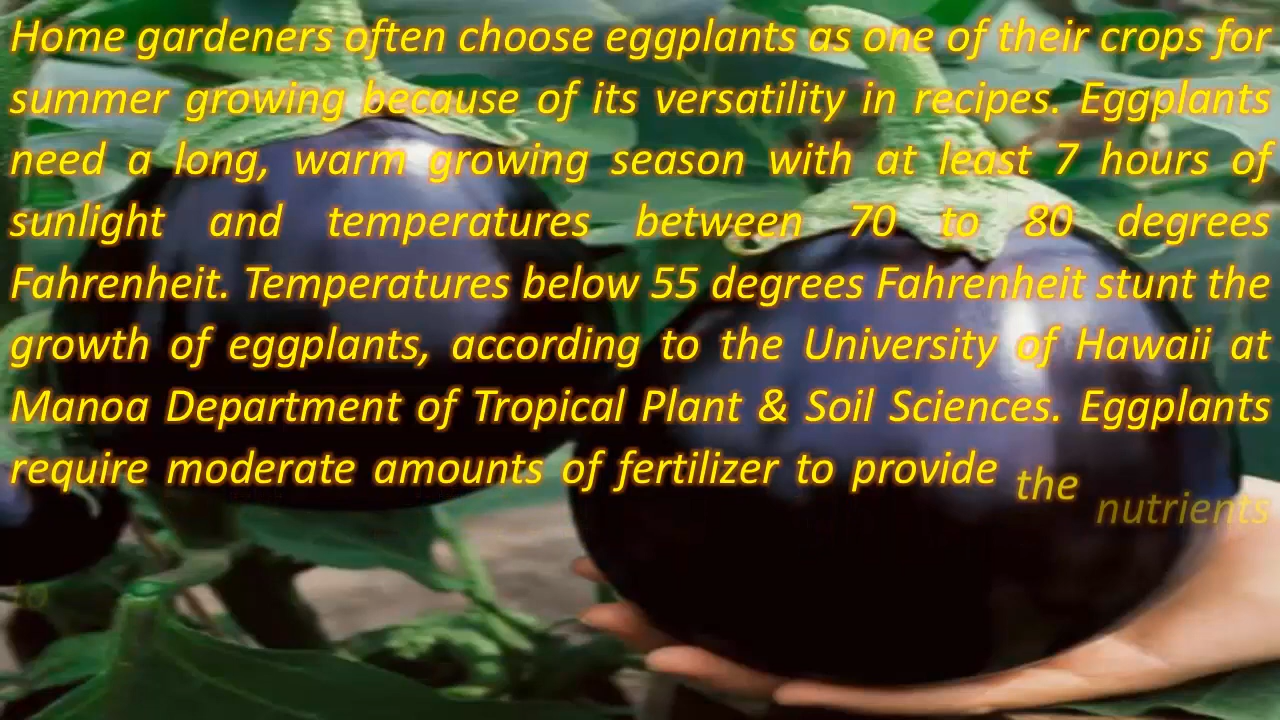 Home gardeners often choose eggplants as one of their crops for
summer growing because of its versatility in recipes. Eggplants
need a long, warm growing season with at least 7 hours of
sunlight and temperatures between 70 to 80 degrees
Fahrenheit. Temperatures below 55 degrees Fahrenheit stunt the
growth of eggplants, according to the University of Hawaii at
Manoa Department of Tropical Plant & Soil Sciences. Eggplants
require moderate amounts of fertilizer to provide the nutrients
to